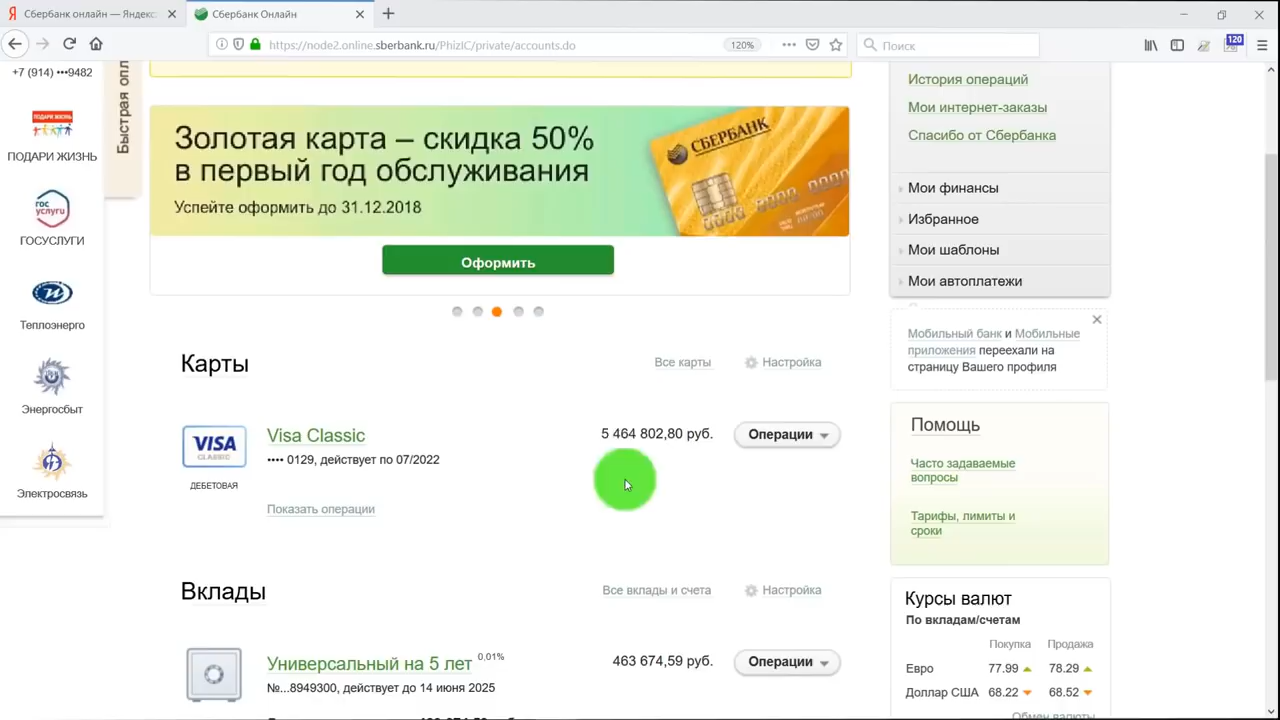 Сбербанк онлайн — Яндекс
Сбербанк Онлайн
https://node2.online.sberbank.ru/PhizIC/private/accounts.do
120%
Поиск
120
+7 (914) •••9482
ПОДАРИ ЖИЗНЬ
ПОДАРИ ЖИЗНЬ
гос
услуги
ГОСУСЛУГИ
Теплоэнерго
Энергосбыт
Электросвязь
Быстрая опл
Золотая карта – скидка 50%
в первый год обслуживания
Успейте оформить до 31.12.2018
СБЕРБАНК
Оформить
Карты
Все карты
Настройка
VISA
CLASSIC
ДЕБЕТОВАЯ
Visa Classic
•••• 0129, действует по 07/2022
5 464 802,80 руб.
Операции
Показать операции
Вклады
Все вклады и счета
Настройка
Универсальный на 5 лет 0.01%
№...8949300, действует до 14 июня 2025
463 674,59 руб.
Операции
История операций
Мои интернет-заказы
Спасибо от Сбербанка
Мои финансы
Избранное
Мои шаблоны
Мои автоплатежи
Мобильный банк и Мобильные
приложения переехали на
страницу Вашего профиля
Помощь
Часто задаваемые
вопросы
Тарифы, лимиты и
сроки
Курсы валют
По вкладам/счетам
Покупка Продажа
Евро 77.99 78.29
Доллар США 68.22 68.52
Обмен валюты